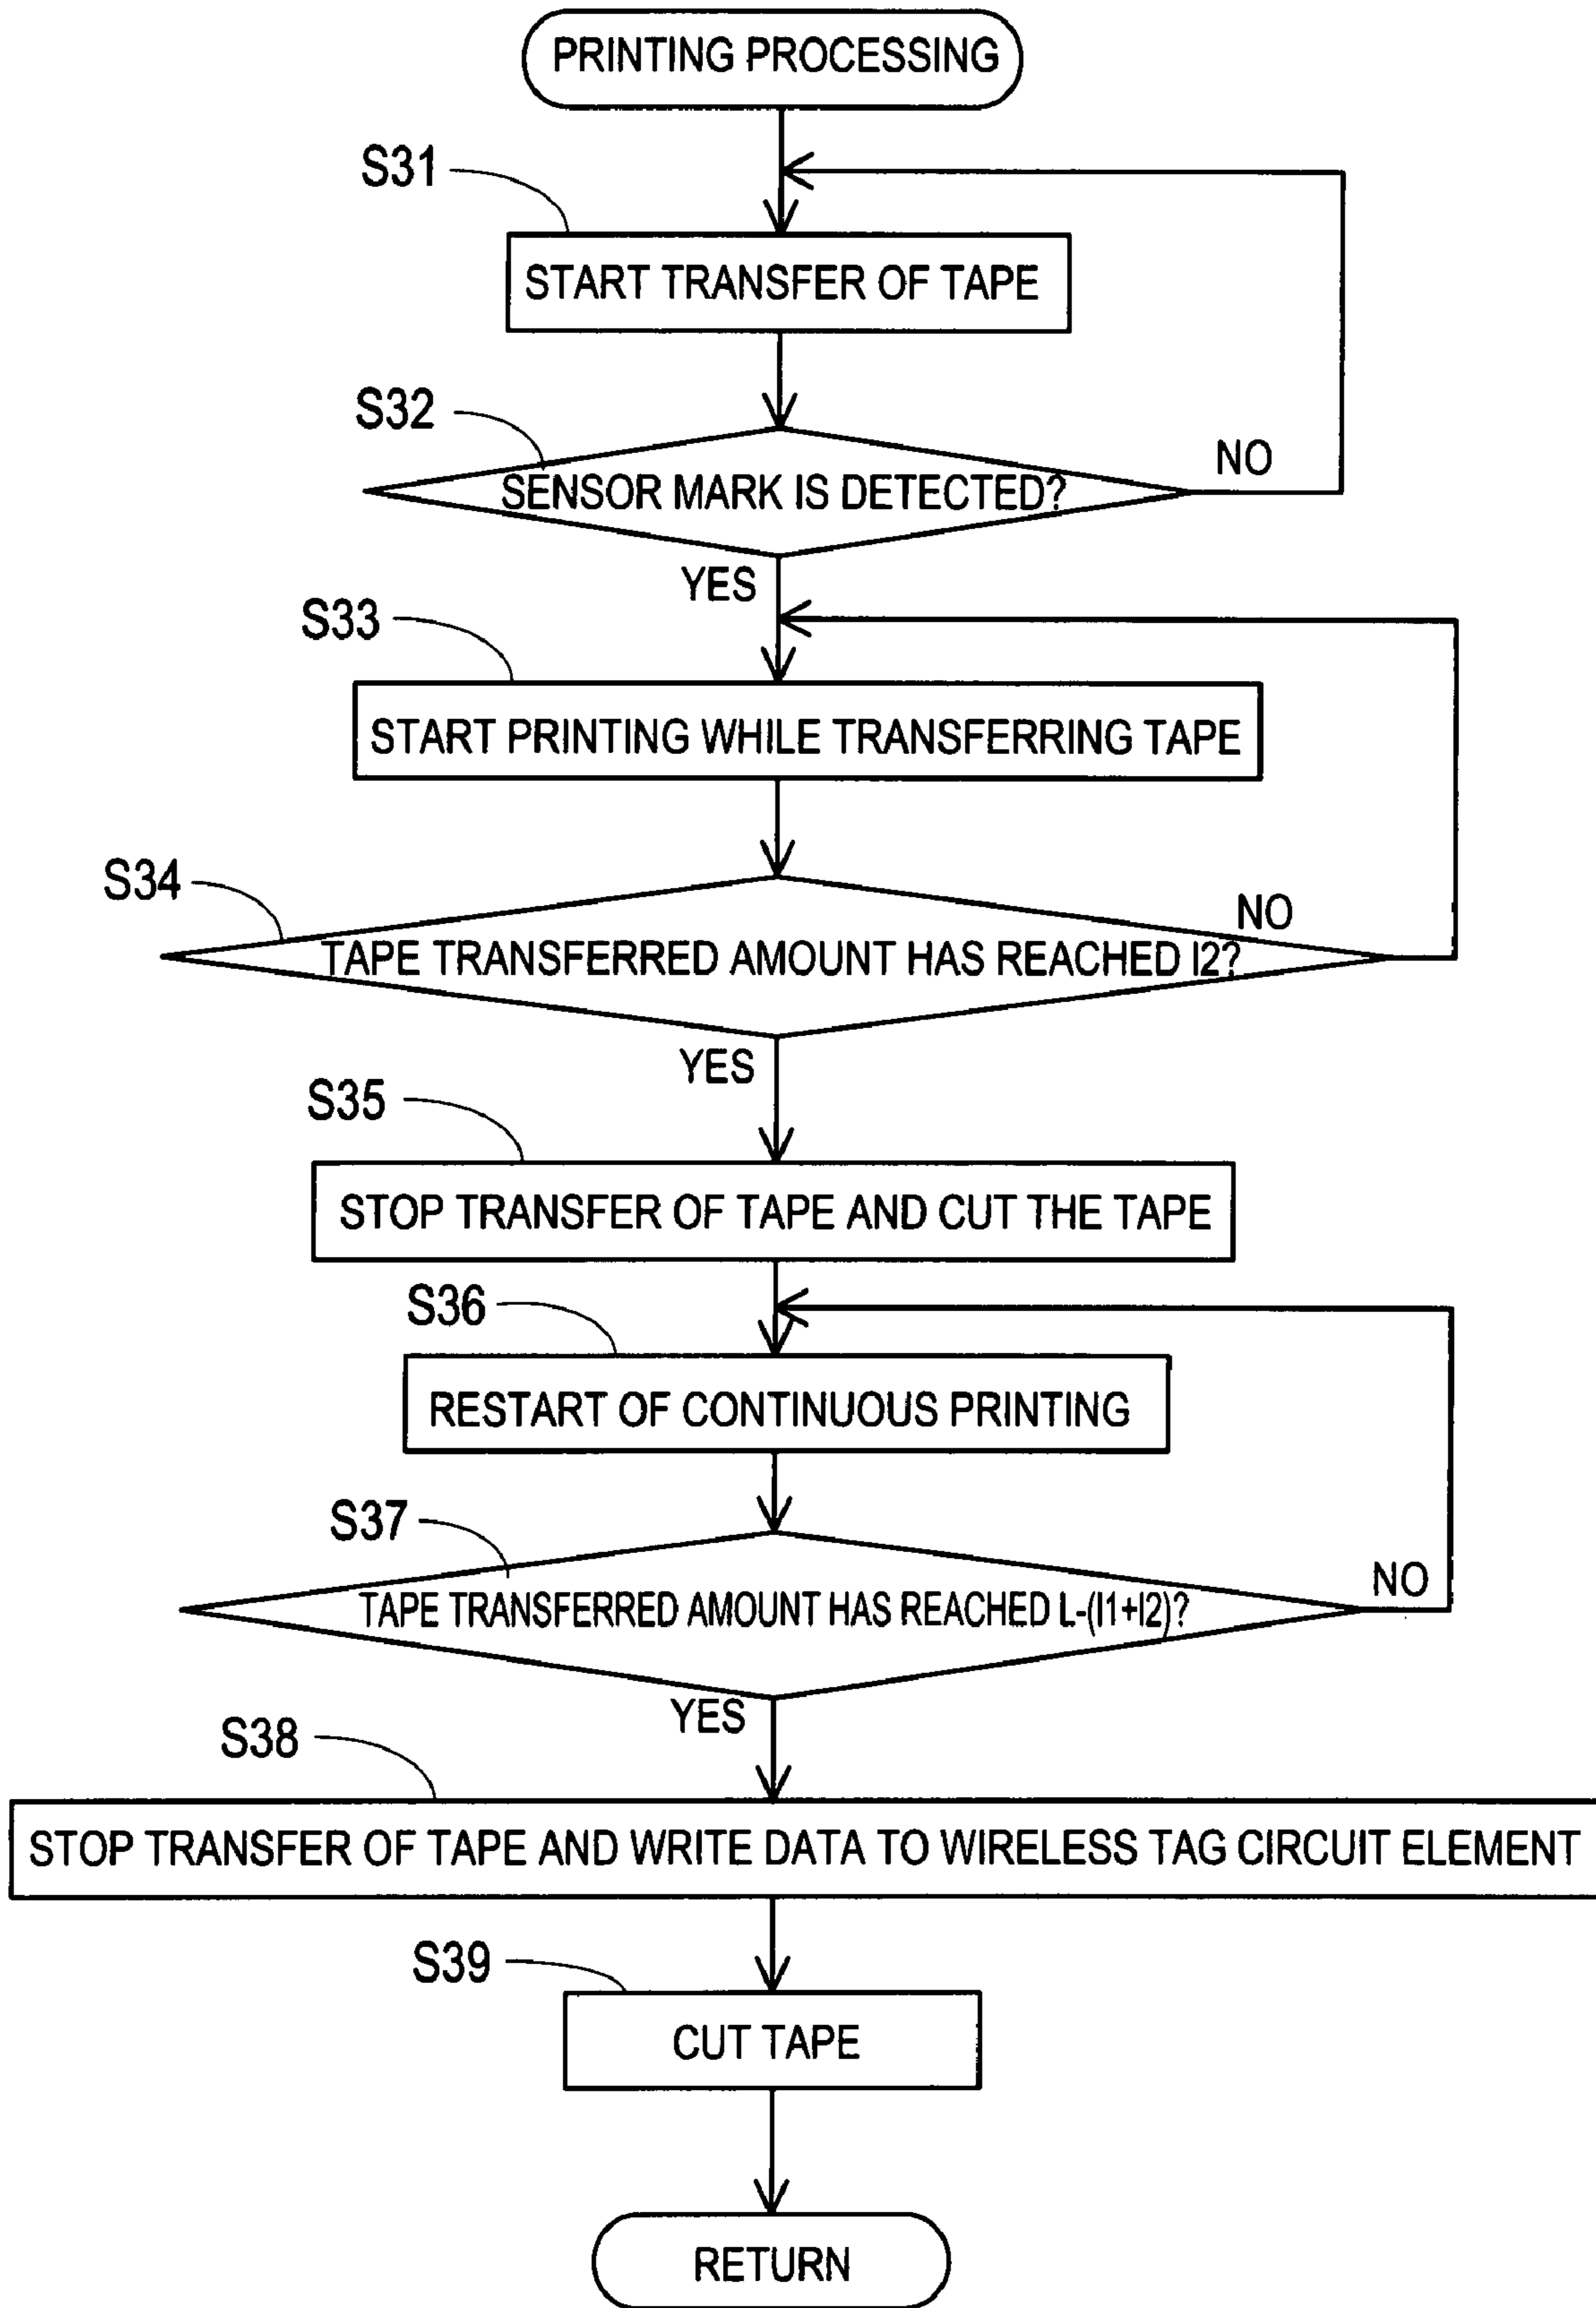 PRINTING PROCESSING
S31
START TRANSFER OF TAPE
S32
SENSOR MARK IS DETECTED?
NO
YES
S33
START PRINTING WHILE TRANSFERRING TAPE
S34
NO
TAPE TRANSFERRED AMOUNT HAS REACHED l2?
YES
S35
STOP TRANSFER OF TAPE AND CUT THE TAPE
S36
RESTART OF CONTINUOUS PRINTING
S37
NO
TAPE TRANSFERRED AMOUNT HAS REACHED L-(l1+l2)?
YES
S38
STOP TRANSFER OF TAPE AND WRITE DATA TO WIRELESS TAG CIRCUIT ELEMENT
S39
CUT TAPE
RETURN